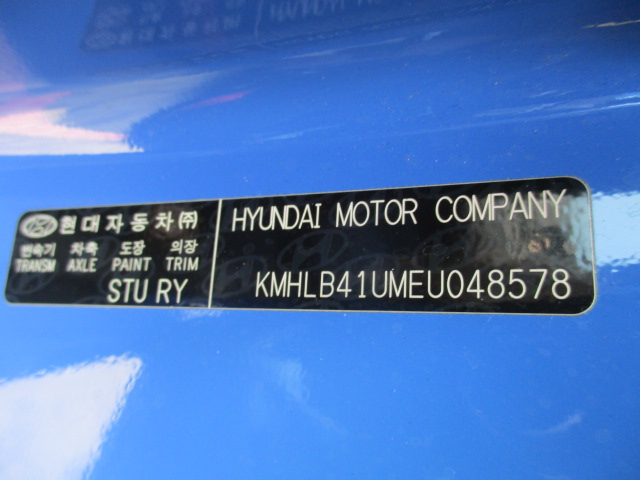 현대자동차㈜
변속기 차축 도장 의장
TRANSM AXLE PAINT TRIM
STU RY
HYUNDAI MOTOR COMPANY
KMHLB41UMEU048578